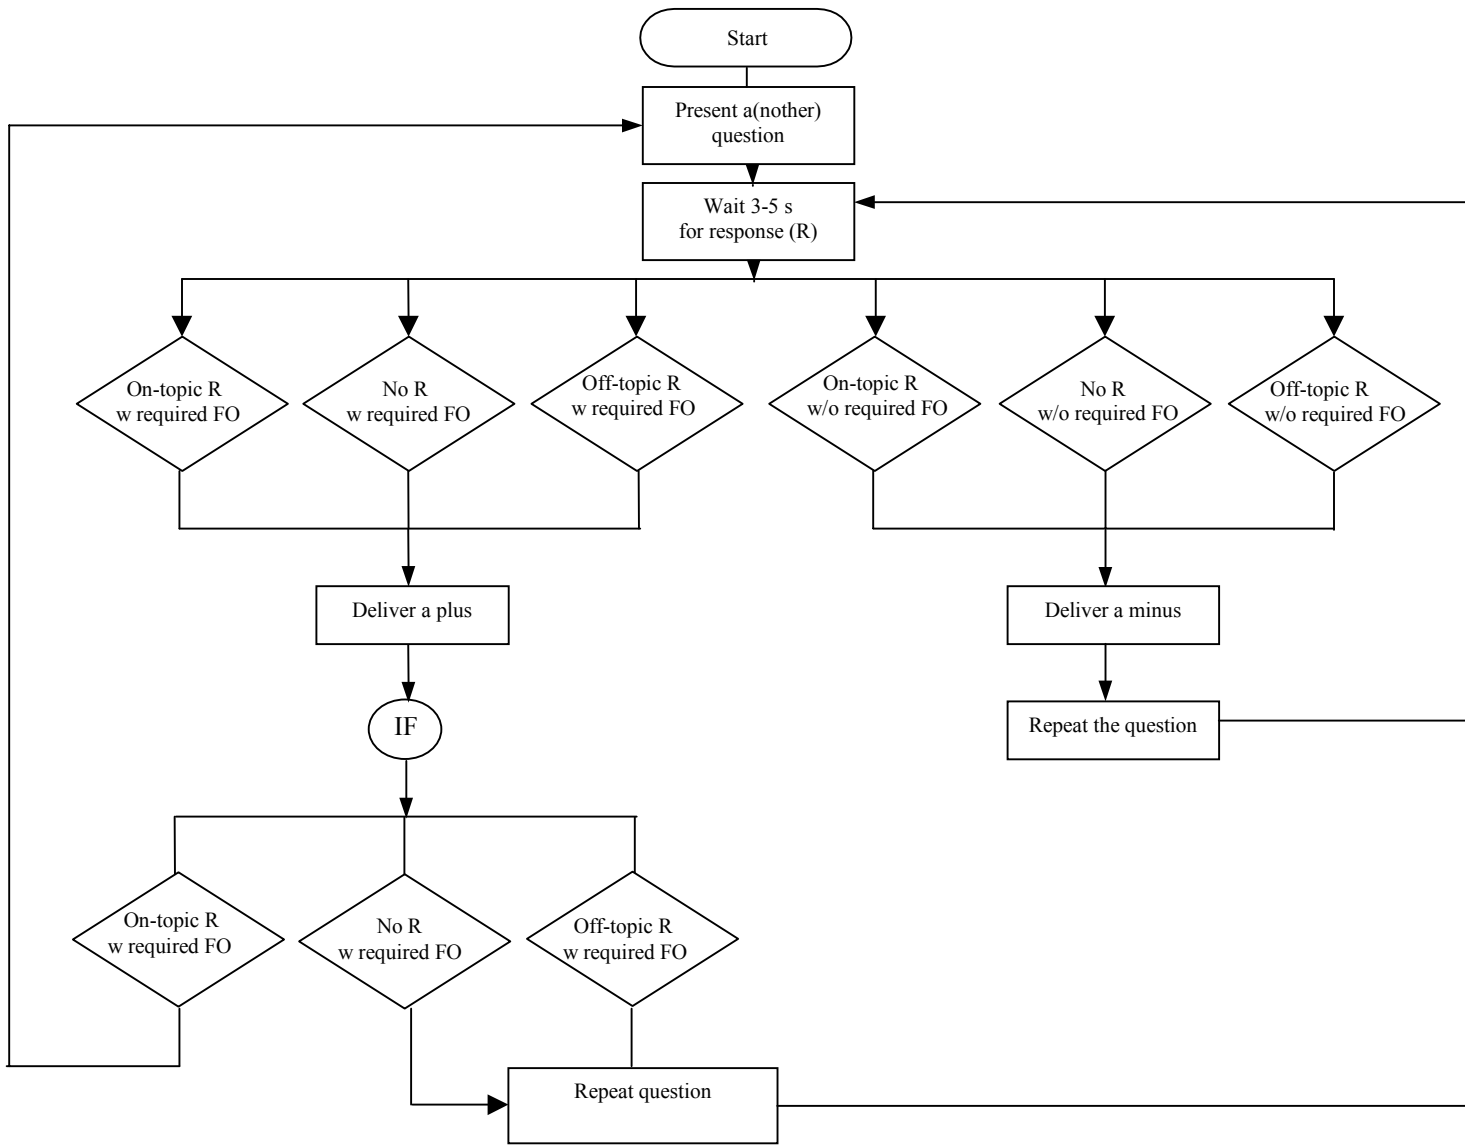 Start
Present a(nother)
question
Wait 3-5 s
for response (R)
On-topic R
w required FO
No R
w required FO
Off-topic R
w required FO
On-topic R
w/o required FO
No R
w/o required FO
Off-topic R
w/o required FO
Deliver a plus
Deliver a minus
IF
Repeat the question
On-topic R
w required FO
No R
w required FO
Off-topic R
w required FO
Repeat question